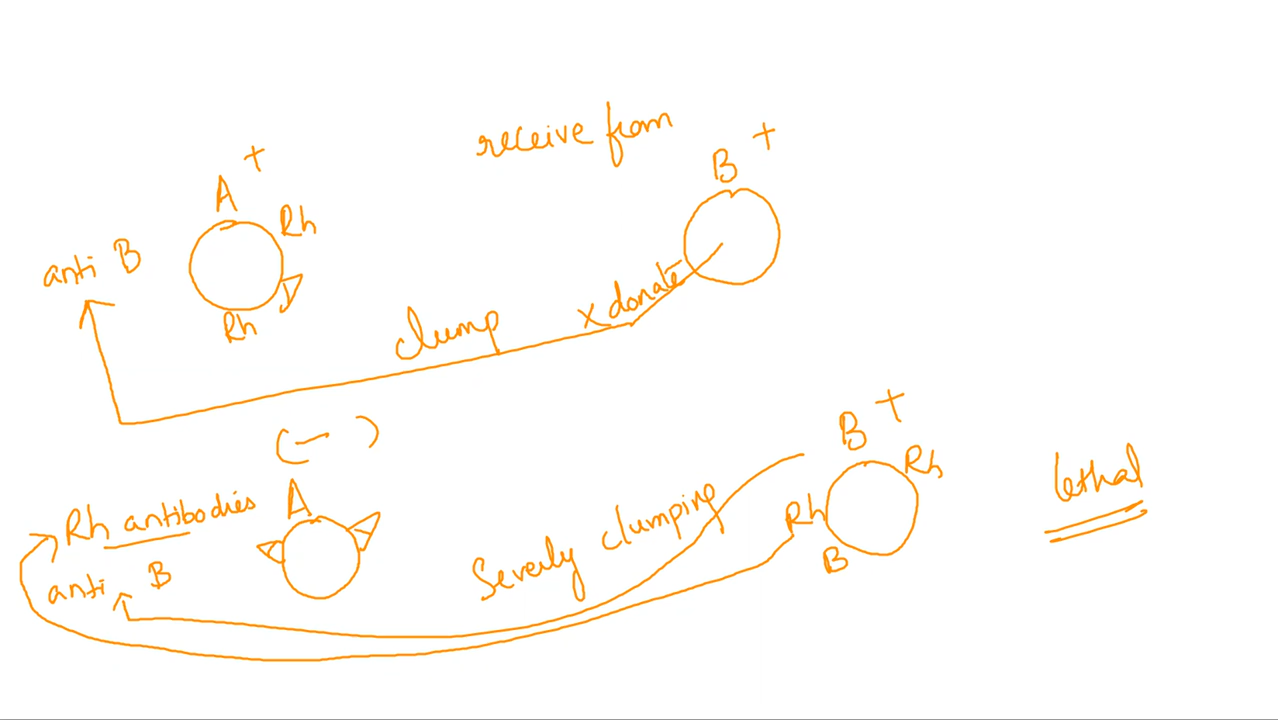 receive from
A +
B +
Rh
anti B
Rh
clump
x donate
(-)
B +
Rh
lethal
Rh antibodies
A
Rh
Severly clumping
B
anti B